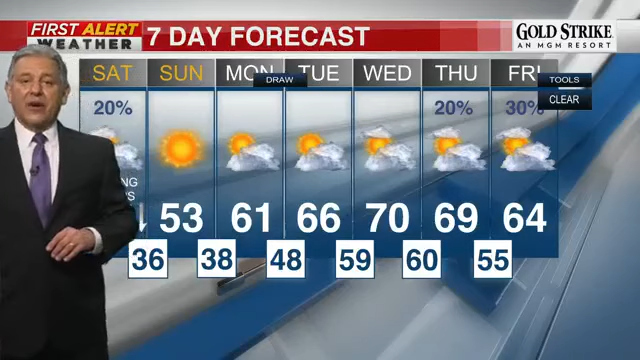 FIRST ALERT
WEATHER
7 DAY FORECAST
GOLD STRIKE
AN MGM RESORT
SAT SUN MON TUE WED THU FRI
DRAW
TOOLS
CLEAR
20% 20% 30%
53 61 66 70 69 64
36 38 48 59 60 55